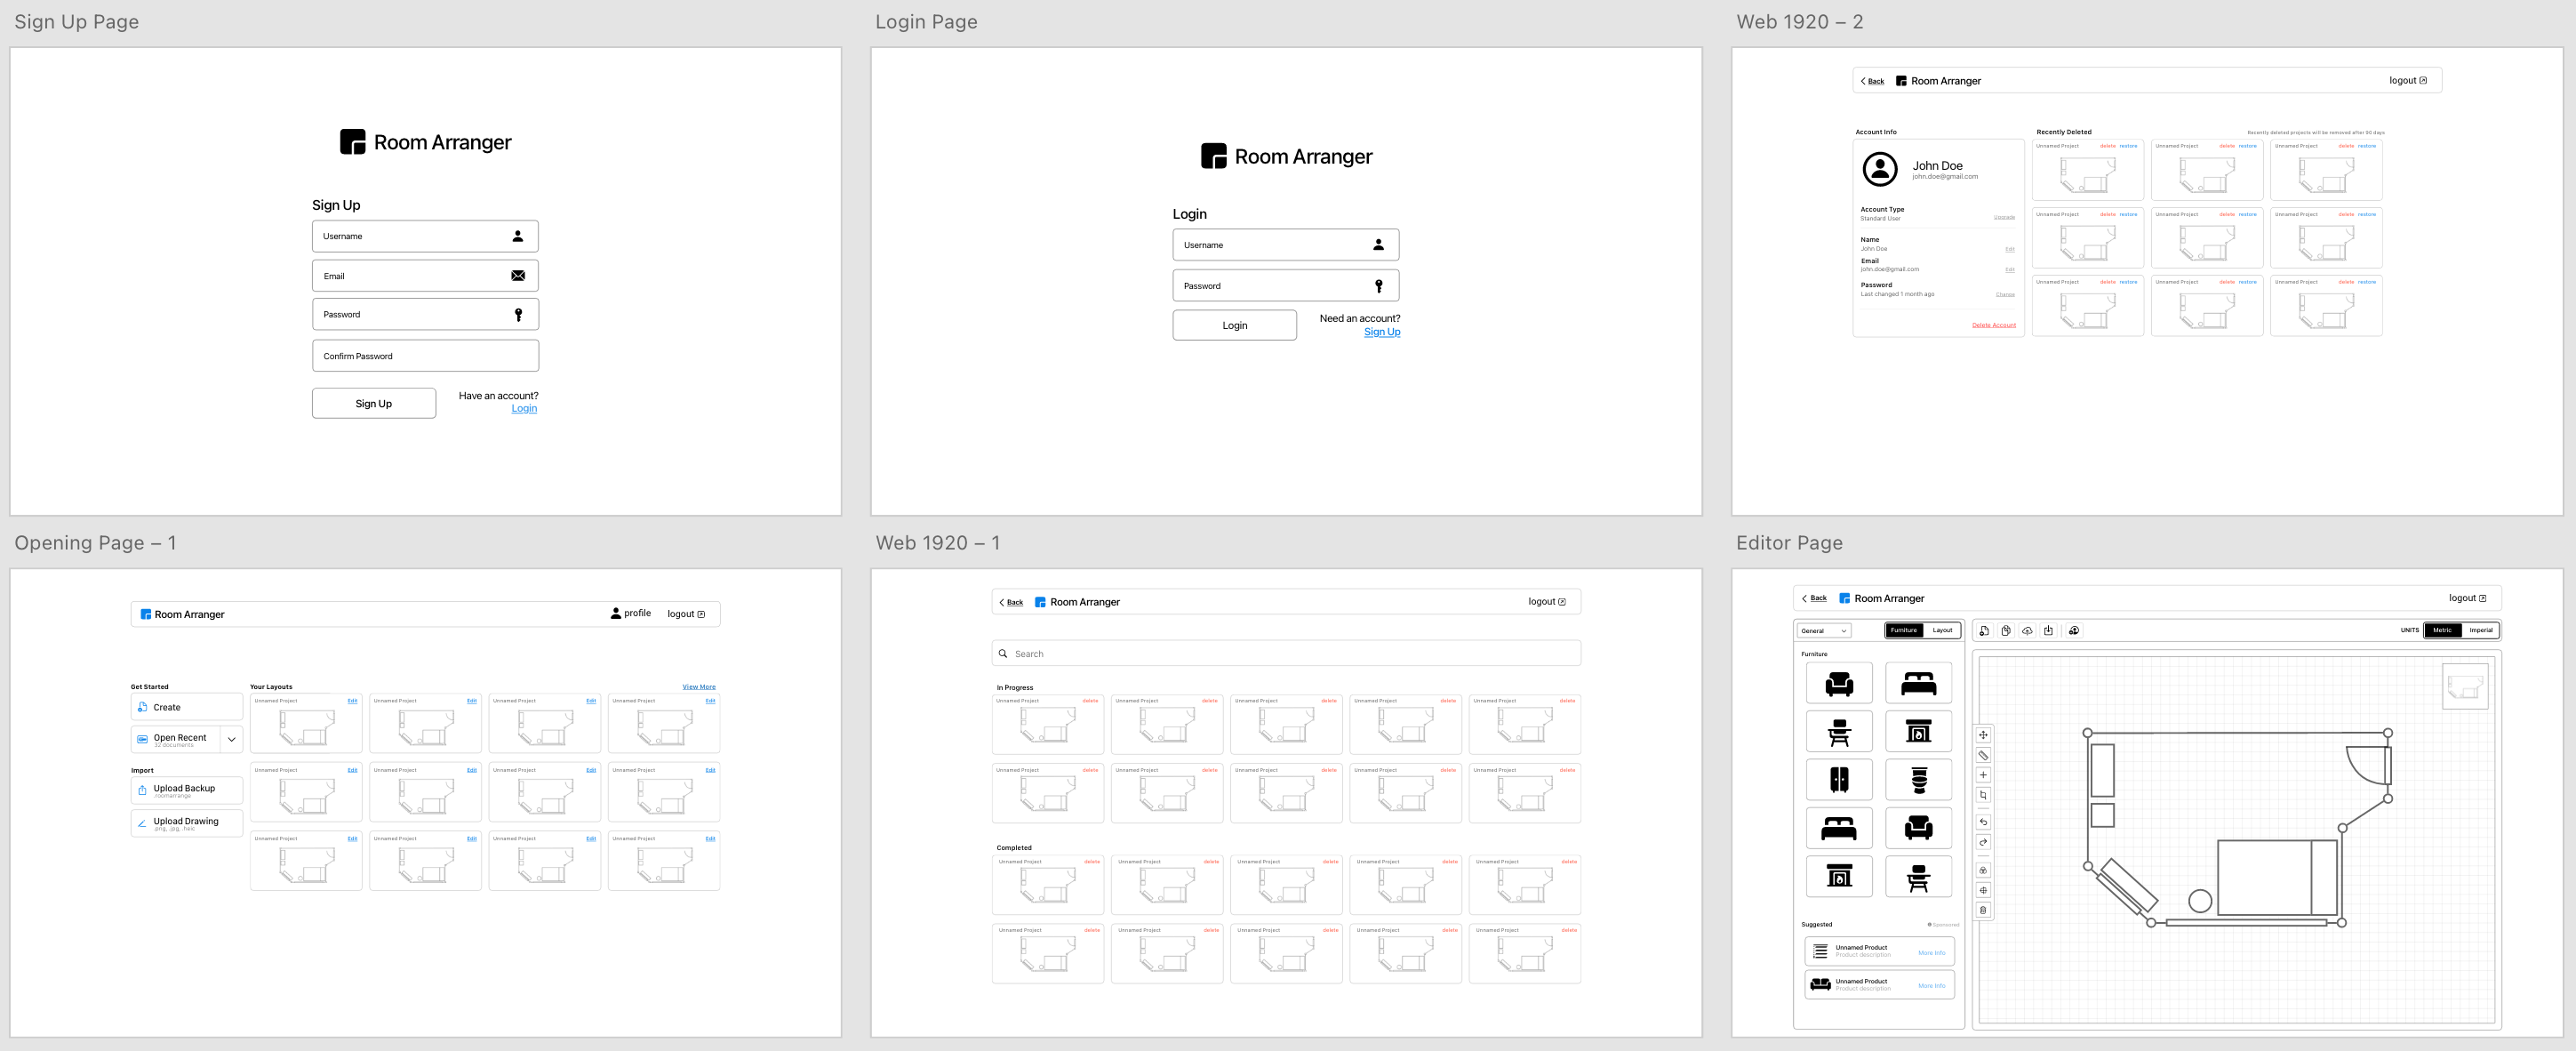 Sign Up Page
Room Arranger
Sign Up
Username
Email
Password
Confirm Password
Sign Up
Have an account?
Login
Login Page
Room Arranger
Login
Username
Password
Login
Need an account?
Sign Up
Web 1920 – 2
Back Room Arranger logout
Account Info
John Doe
john.doe@gmail.com
Account Type
Standard User Upgrade
Name
John Doe Edit
Email
john.doe@gmail.com Edit
Password
Last changed 1 month ago Change
Delete Account
Recently Deleted Recently deleted projects will be removed after 90 days
Unnamed Project delete restore Unnamed Project delete restore Unnamed Project delete restore
Unnamed Project delete restore Unnamed Project delete restore Unnamed Project delete restore
Unnamed Project delete restore Unnamed Project delete restore Unnamed Project delete restore
Opening Page – 1
Room Arranger profile logout
Get Started
Create
Open Recent
32 documents
Import
Upload Backup
.roomarrange
Upload Drawing
.png, .jpg, .heic
Your Layouts View More
Unnamed Project Edit Unnamed Project Edit Unnamed Project Edit Unnamed Project Edit
Unnamed Project Edit Unnamed Project Edit Unnamed Project Edit Unnamed Project Edit
Unnamed Project Edit Unnamed Project Edit Unnamed Project Edit Unnamed Project Edit
Web 1920 – 1
Back Room Arranger logout
Search
In Progress
Unnamed Project delete Unnamed Project delete Unnamed Project delete Unnamed Project delete Unnamed Project delete
Unnamed Project delete Unnamed Project delete Unnamed Project delete Unnamed Project delete Unnamed Project delete
Completed
Unnamed Project delete Unnamed Project delete Unnamed Project delete Unnamed Project delete Unnamed Project delete
Unnamed Project delete Unnamed Project delete Unnamed Project delete Unnamed Project delete Unnamed Project delete
Editor Page
Back Room Arranger logout
General Furniture Layout
UNITS Metric Imperial
Furniture
Suggested Sponsored
Unnamed Product
Product description More Info
Unnamed Product
Product description More Info